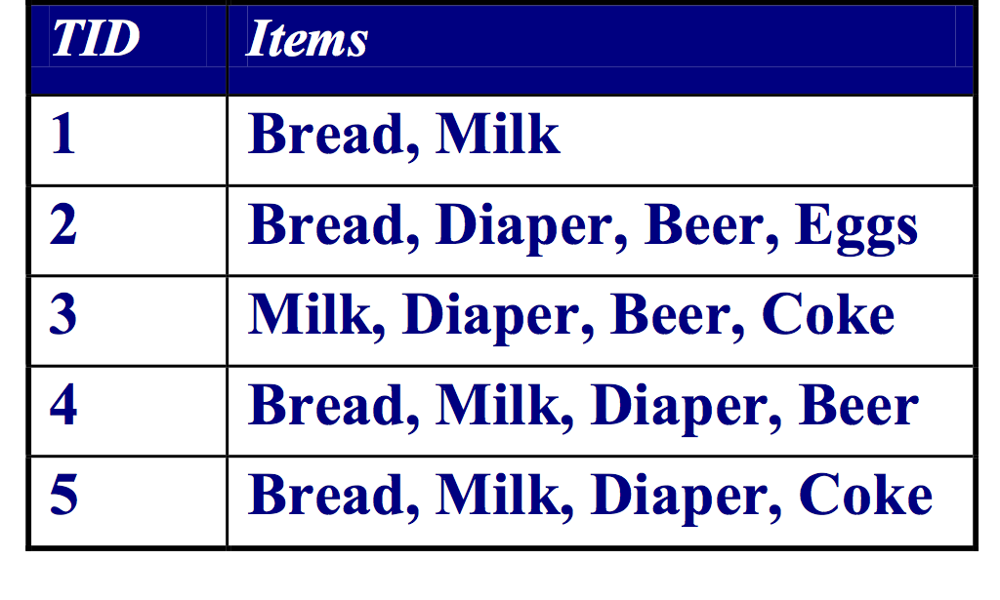 TID Items
1 Bread, Milk
2 Bread, Diaper, Beer, Eggs
3 Milk, Diaper, Beer, Coke
4 Bread, Milk, Diaper, Beer
5 Bread, Milk, Diaper, Coke